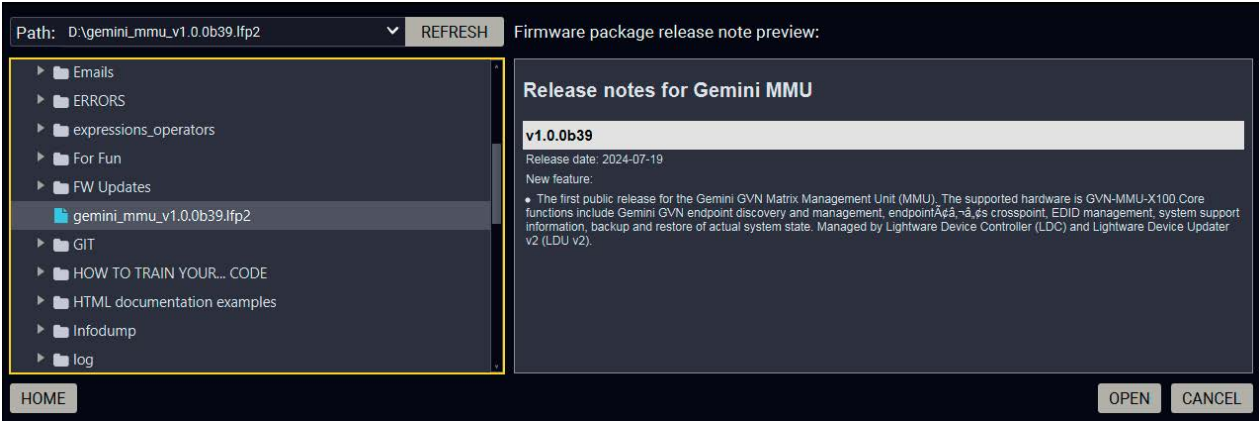 Path: D:\gemini_mmu_v1.0.0b39.lfp2
REFRESH
Firmware package release note preview:
Emails
ERRORS
expressions_operators
For Fun
FW Updates
gemini_mmu_v1.0.0b39.lfp2
GIT
HOW TO TRAIN YOUR... CODE
HTML documentation examples
Infodump
log
Release notes for Gemini MMU
v1.0.0b39
Release date: 2024-07-19
New feature:
• The first public release for the Gemini GVN Matrix Management Unit (MMU). The supported hardware is GVN-MMU-X100.Core
functions include Gemini GVN endpoint discovery and management, endpointÃ¢â‚¬â„¢s crosspoint, EDID management, system support
information, backup and restore of actual system state. Managed by Lightware Device Controller (LDC) and Lightware Device Updater
v2 (LDU v2).
HOME
OPEN
CANCEL